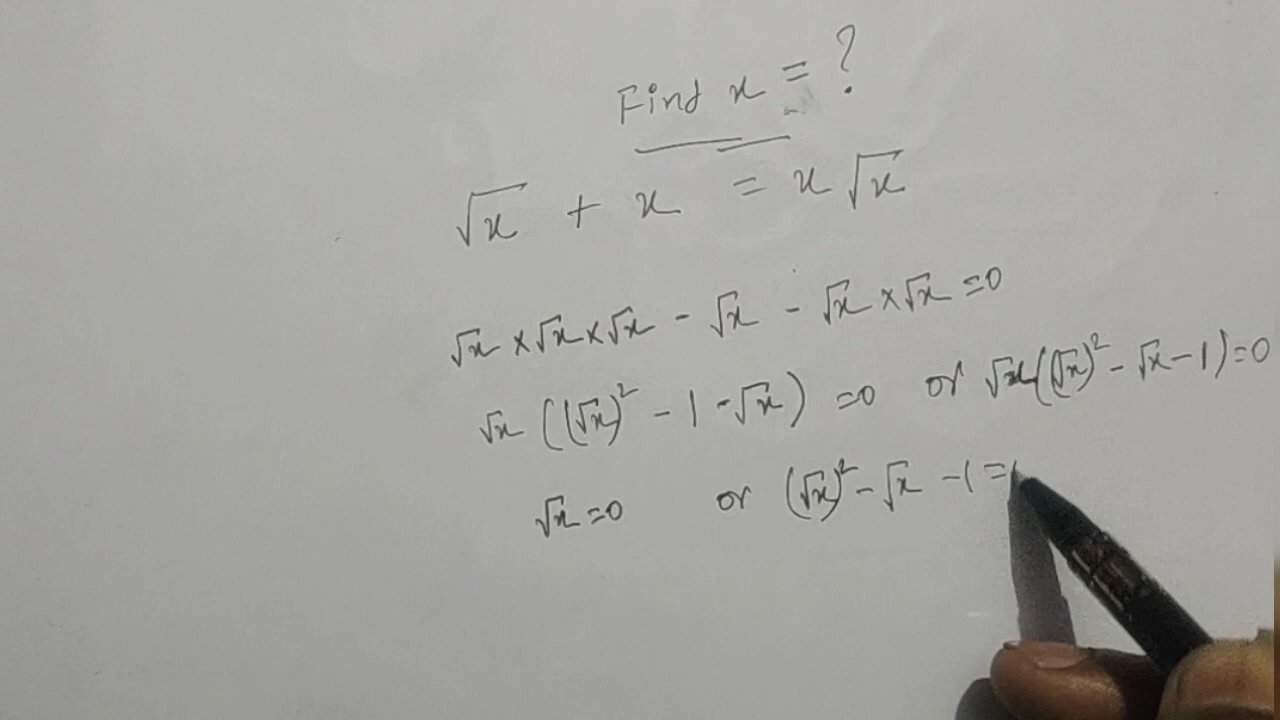 Find x = ?
√x + x = x√x
√x × √x × √x - √x - √x × √x = 0
√x ((√x)² - 1 - √x) = 0 or √x((√x)² - √x - 1) = 0
√x = 0 or (√x)² - √x - 1 =